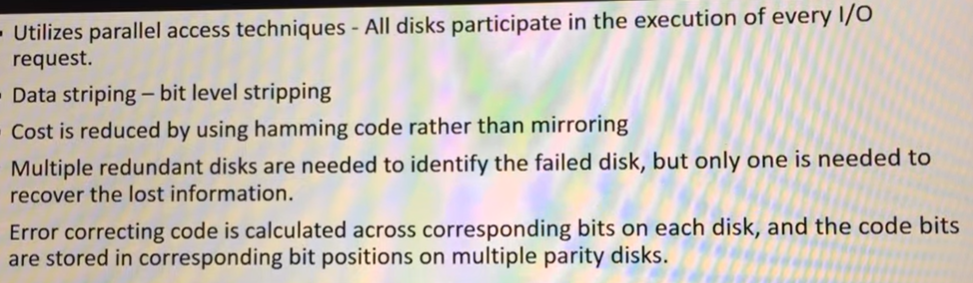 Utilizes parallel access techniques - All disks participate in the execution of every I/O
request.
Data striping – bit level stripping
Cost is reduced by using hamming code rather than mirroring
Multiple redundant disks are needed to identify the failed disk, but only one is needed to
recover the lost information.
Error correcting code is calculated across corresponding bits on each disk, and the code bits
are stored in corresponding bit positions on multiple parity disks.